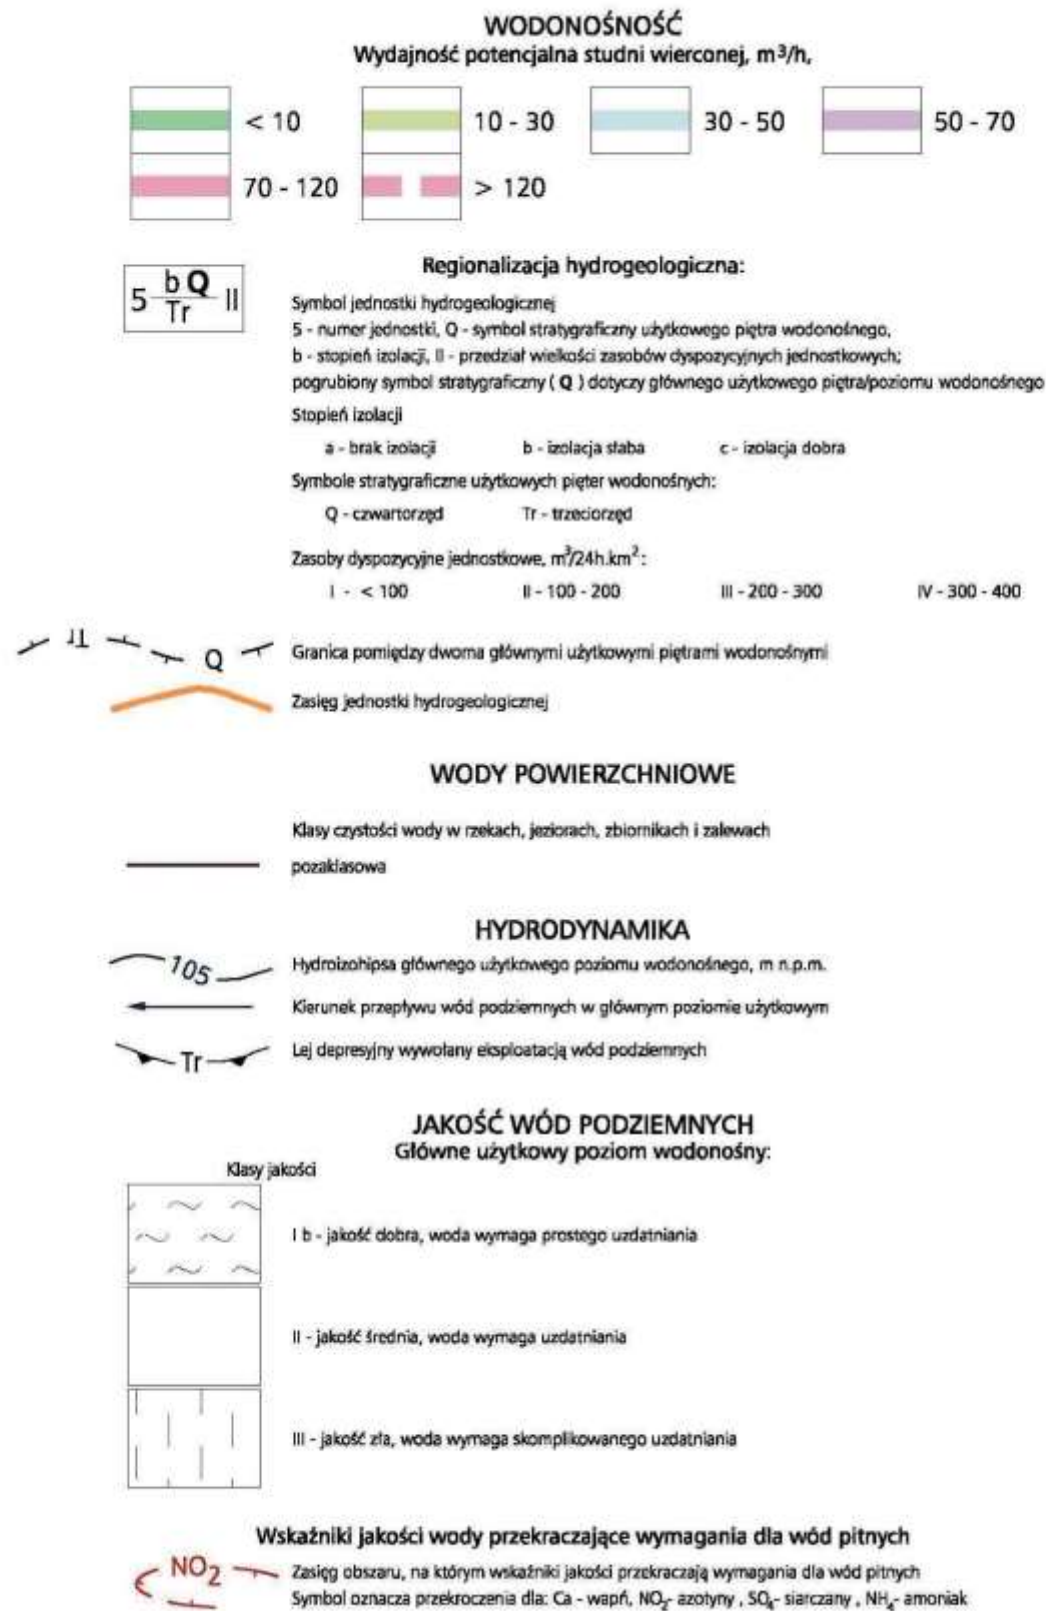 WODONOŚNOŚĆ
Wydajność potencjalna studni wierconej, m³/h,
< 10 10 - 30 30 - 50 50 - 70
70 - 120 > 120
Regionalizacja hydrogeologiczna:
5 b Q / Tr II
Symbol jednostki hydrogeologicznej
5 - numer jednostki, Q - symbol stratygraficzny użytkowego piętra wodonośnego,
b - stopień izolacji, II - przedział wielkości zasobów dyspozycyjnych jednostkowych;
pogrubiony symbol stratygraficzny ( Q ) dotyczy głównego użytkowego piętra/poziomu wodonośnego
Stopień izolacji
a - brak izolacji b - izolacja słaba c - izolacja dobra
Symbole stratygraficzne użytkowych pięter wodonośnych:
Q - czwartorzęd Tr - trzeciorzęd
Zasoby dyspozycyjne jednostkowe, m³/24h.km²:
I - < 100 II - 100 - 200 III - 200 - 300 IV - 300 - 400
Tr Q Granica pomiędzy dwoma głównymi użytkowymi piętrami wodonośnymi
Zasięg jednostki hydrogeologicznej
WODY POWIERZCHNIOWE
Klasy czystości wody w rzekach, jeziorach, zbiornikach i zalewach
pozaklasowa
HYDRODYNAMIKA
105 Hydroizohipsa głównego użytkowego poziomu wodonośnego, m n.p.m.
Kierunek przepływu wód podziemnych w głównym poziomie użytkowym
Tr Lej depresyjny wywołany eksploatacją wód podziemnych
JAKOŚĆ WÓD PODZIEMNYCH
Główne użytkowy poziom wodonośny:
Klasy jakości
I b - jakość dobra, woda wymaga prostego uzdatniania
II - jakość średnia, woda wymaga uzdatniania
III - jakość zła, woda wymaga skomplikowanego uzdatniania
Wskaźniki jakości wody przekraczające wymagania dla wód pitnych
NO₂ Zasięg obszaru, na którym wskaźniki jakości przekraczają wymagania dla wód pitnych
Symbol oznacza przekroczenia dla: Ca - wapń, NO₂- azotyny , SO₄- siarczany , NH₄- amoniak